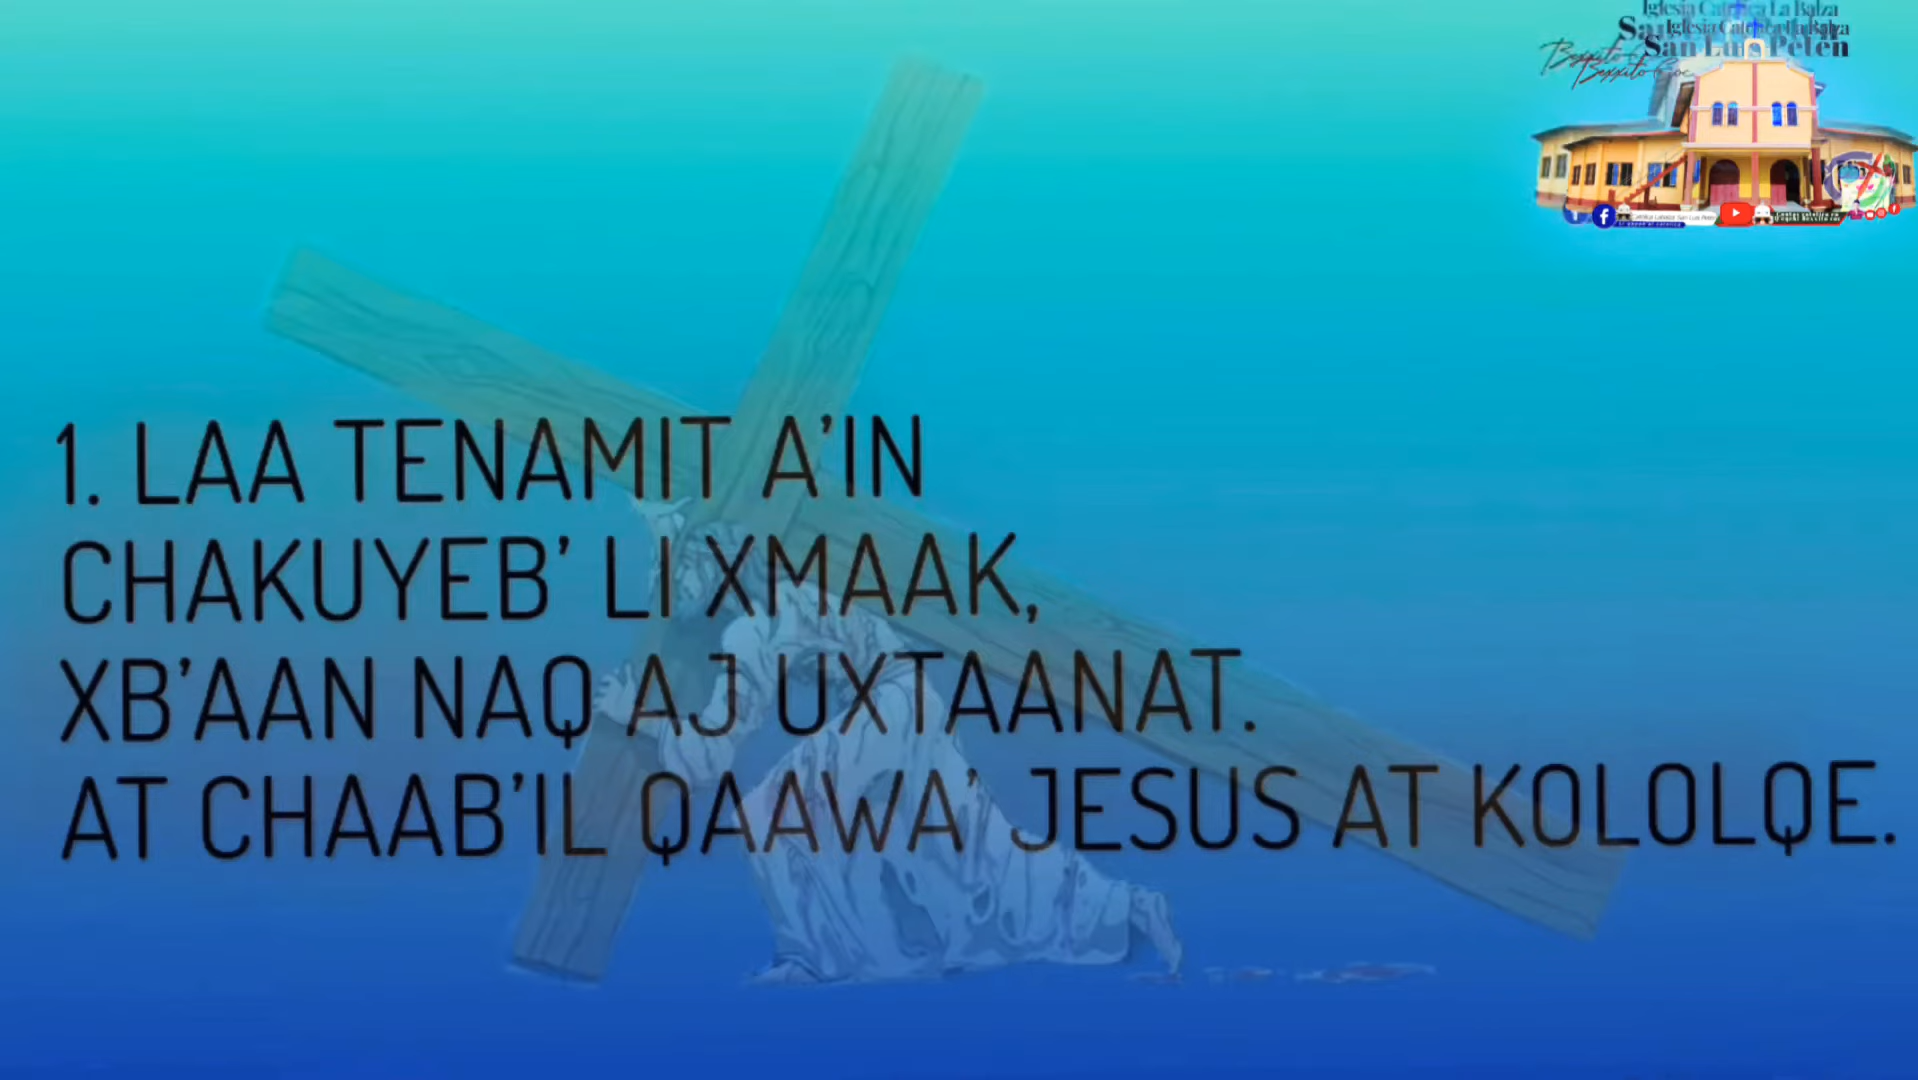 Iglesia Católica La Balza
San Luis Petén
1. LAA TENAMIT A'IN
CHAKUYEB' LI XMAAK,
XB'AAN NAQ AJ UXTAANAT.
AT CHAAB'IL QAAWA' JESUS AT KOLOLQE.